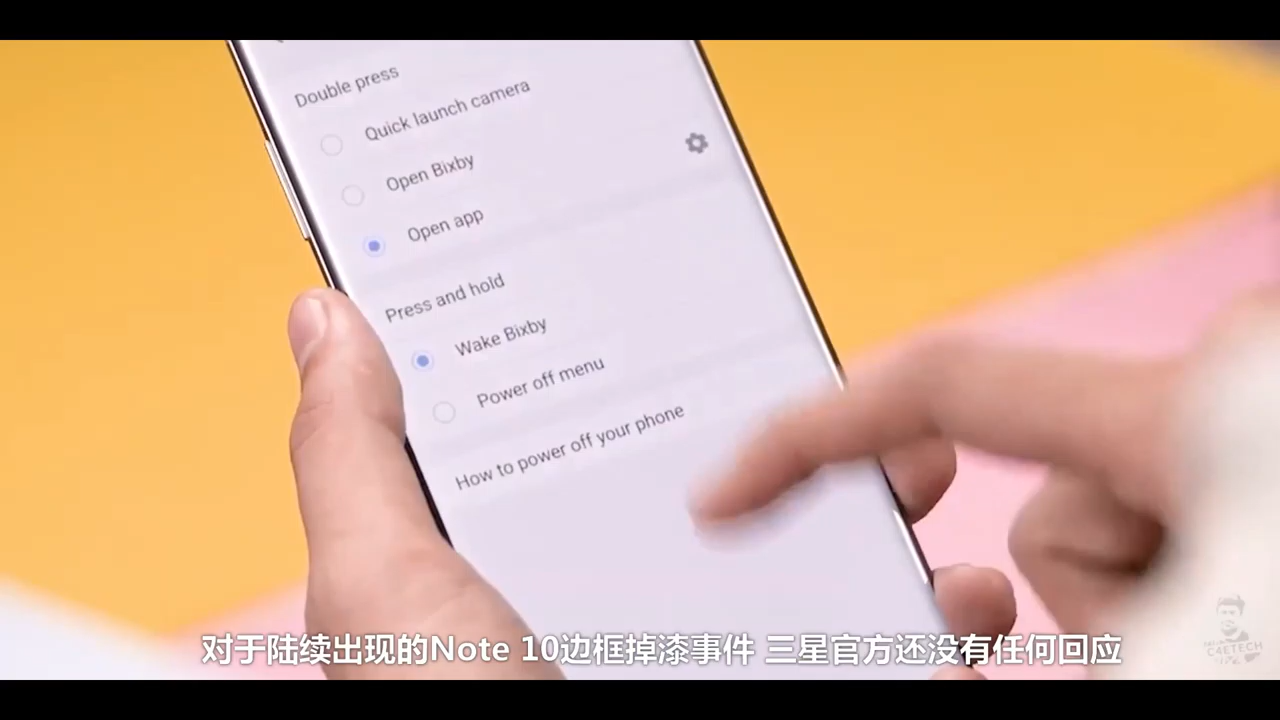 Double press
Quick launch camera
Open Bixby
Open app
Press and hold
Wake Bixby
Power off menu
How to power off your phone
对于陆续出现的Note 10边框掉漆事件 三星官方还没有任何回应
C4ETECH